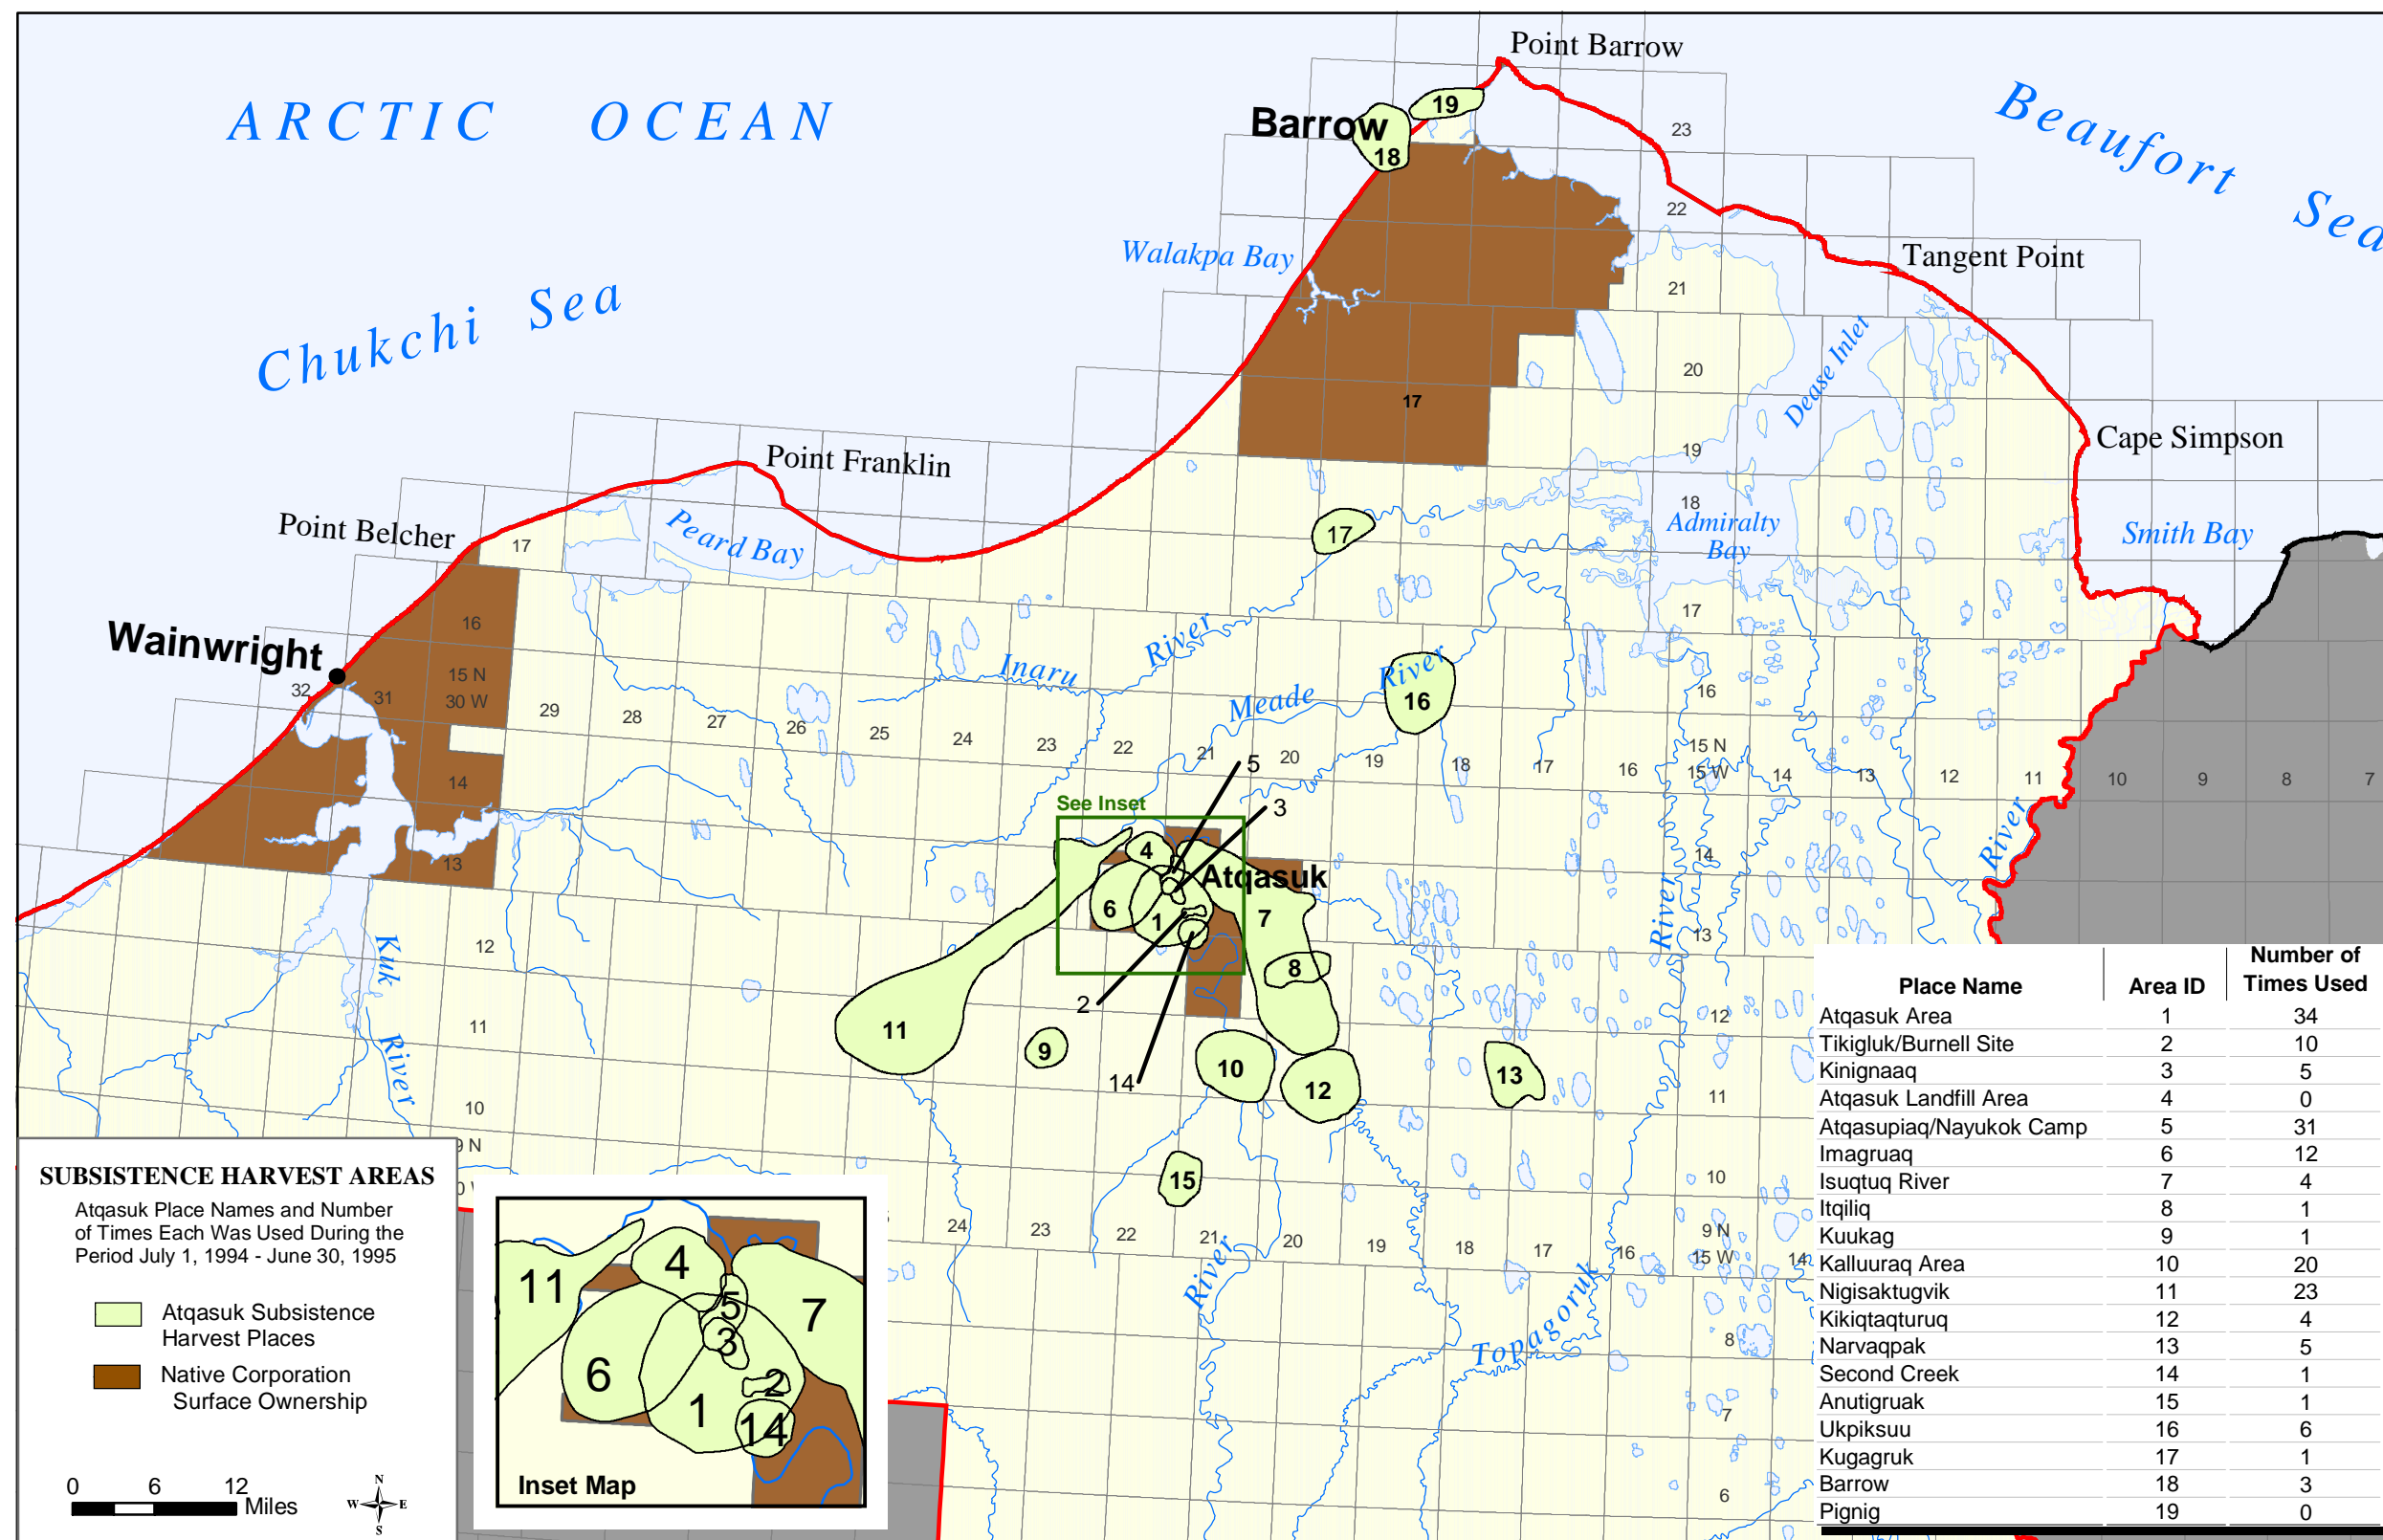 Point Barrow
ARCTIC OCEAN
Beaufort Sea
Barrow
19
18
23
22
Walakpa Bay
Tangent Point
21
Chukchi Sea
20
Dease Inlet
17
19
Cape Simpson
Point Franklin
Point Belcher
17
Peard Bay
17
18
Admiralty
Bay
Smith Bay
16
17
Wainwright
Inaru River
Meade River
16
16
32
31
15 N
30 W
29
28
27
26
25
24
23
22
21
20
19
18
17
16
15 N
15 W
14
13
12
11
10
9
8
7
5
14
See Inset
3
13
4
14
River
Atqasuk
6
1
7
River
13
12
Kuk
River
8
2
11
11
12
9
10
12
13
14
11
10
9 N
15
10
24
23
22
21
20
19
18
17
16
9 N
15 W
14
River
Topagoruk
8
7
6
Place Name Area ID Number of Times Used
Atqasuk Area 1 34
Tikigluk/Burnell Site 2 10
Kinignaaq 3 5
Atqasuk Landfill Area 4 0
Atqasupiaq/Nayukok Camp 5 31
Imagruaq 6 12
Isuqtuq River 7 4
Itqiliq 8 1
Kuukag 9 1
Kalluuraq Area 10 20
Nigisaktugvik 11 23
Kikiqtaqturuq 12 4
Narvaqpak 13 5
Second Creek 14 1
Anutigruak 15 1
Ukpiksuu 16 6
Kugagruk 17 1
Barrow 18 3
Pignig 19 0
SUBSISTENCE HARVEST AREAS
Atqasuk Place Names and Number
of Times Each Was Used During the
Period July 1, 1994 - June 30, 1995
Atqasuk Subsistence
Harvest Places
Native Corporation
Surface Ownership
0 6 12
Miles
N
W E
S
11
4
5
7
3
6
2
1
14
Inset Map